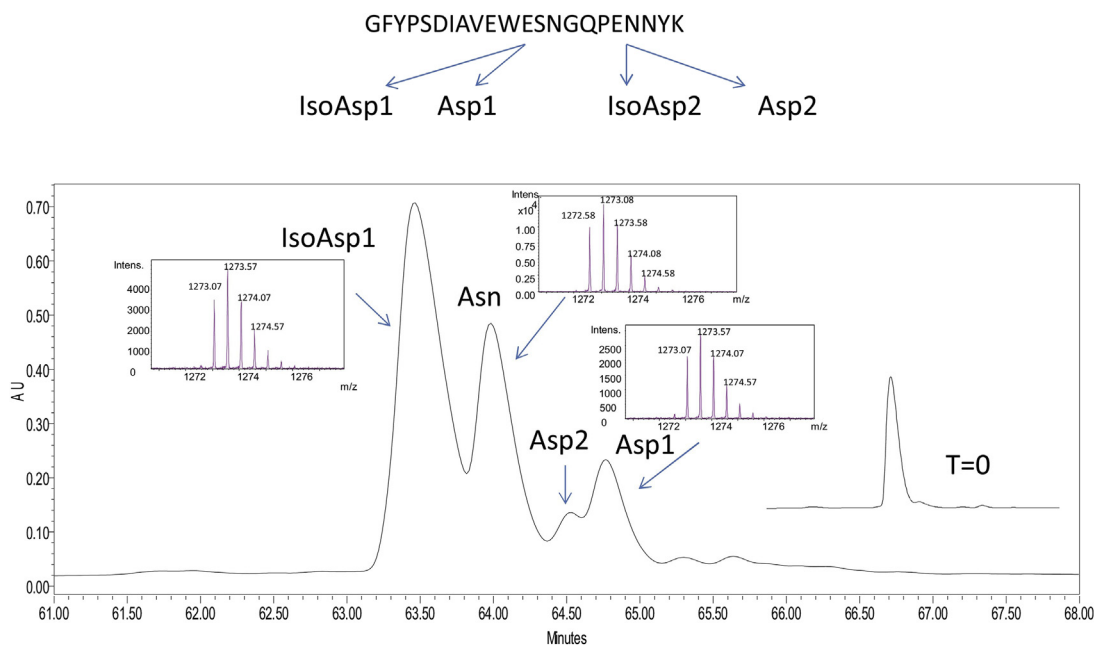 GFYPSDIAVEWESNGQPENNYK
IsoAsp1 Asp1 IsoAsp2 Asp2
IsoAsp1
Asn
Asp2
Asp1
T=0
Intens.
4000
3000
2000
1000
0
1273.07
1273.57
1274.07
1274.57
1272 1274 1276
m/z
Intens.
x10⁴
1.00
0.75
0.50
0.25
0.00
1272.58
1273.08
1273.58
1274.08
1274.58
1272 1274 1276 m/z
Intens.
2500
2000
1500
1000
500
0
1273.07
1273.57
1274.07
1274.57
1272 1274 1276 m/z
AU
0.70
0.60
0.50
0.40
0.30
0.20
0.10
0.00
61.00 61.50 62.00 62.50 63.00 63.50 64.00 64.50 65.00 65.50 66.00 66.50 67.00 67.50 68.00
Minutes